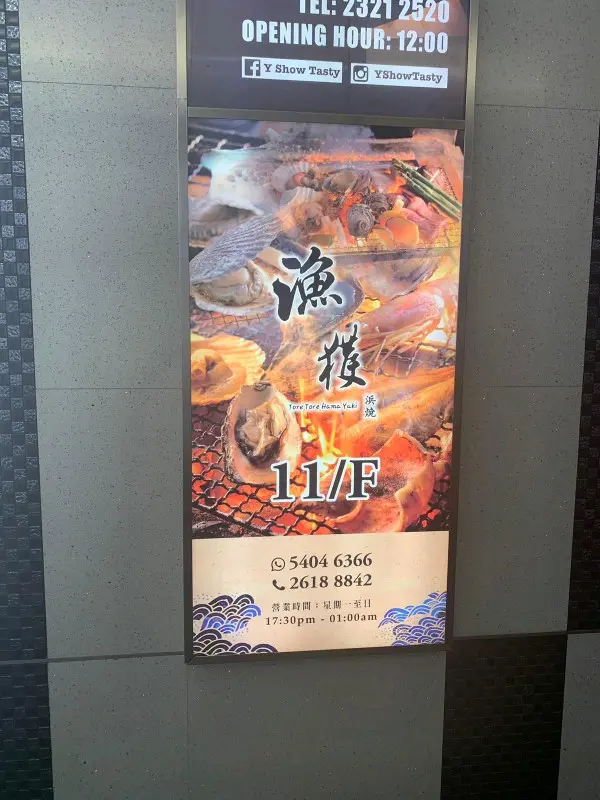 TEL: 2321 2520
OPENING HOUR: 12:00
Y Show Tasty
YShowTasty
漁
獲
Tore Tore Hama Yaki
浜焼
11/F
5404 6366
2618 8842
營業時間：星期一至日
17:30pm - 01:00am